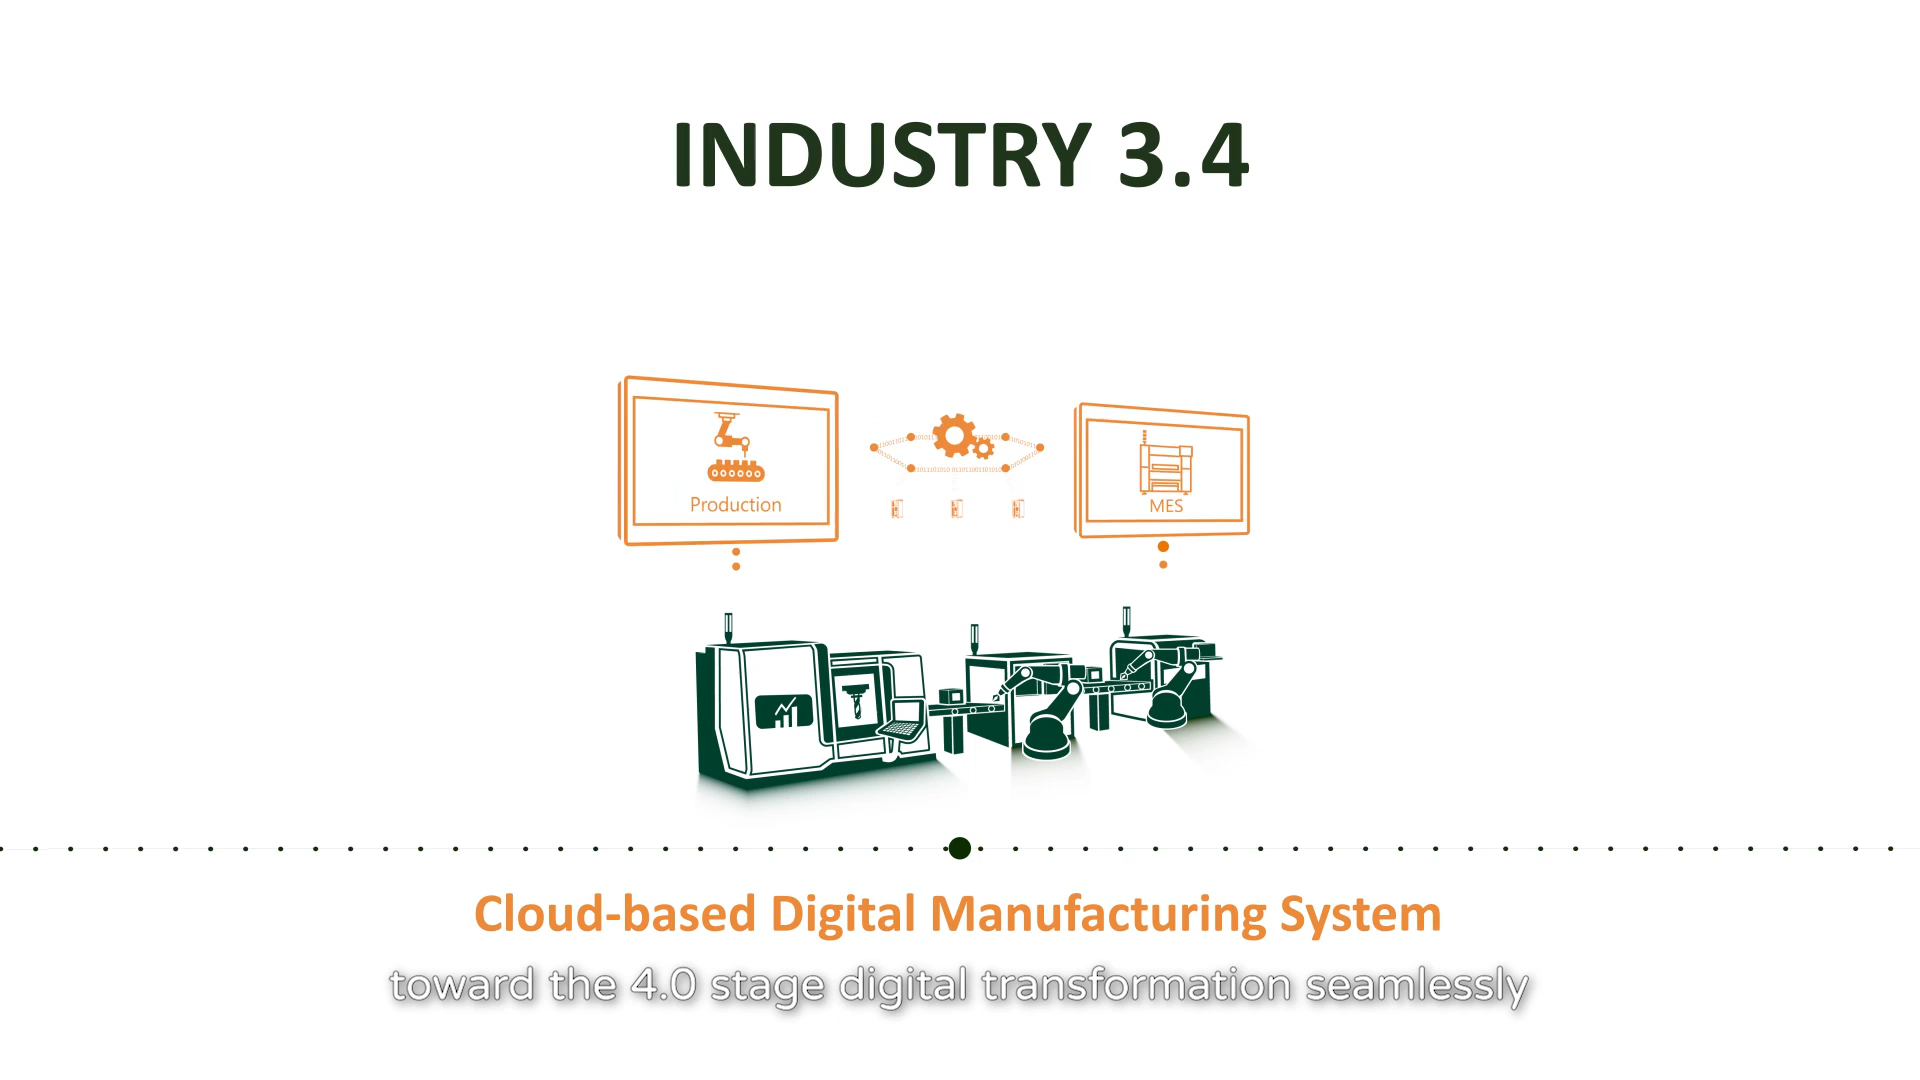 INDUSTRY 3.4
Production
MES
Cloud-based Digital Manufacturing System
toward the 4.0 stage digital transformation seamlessly